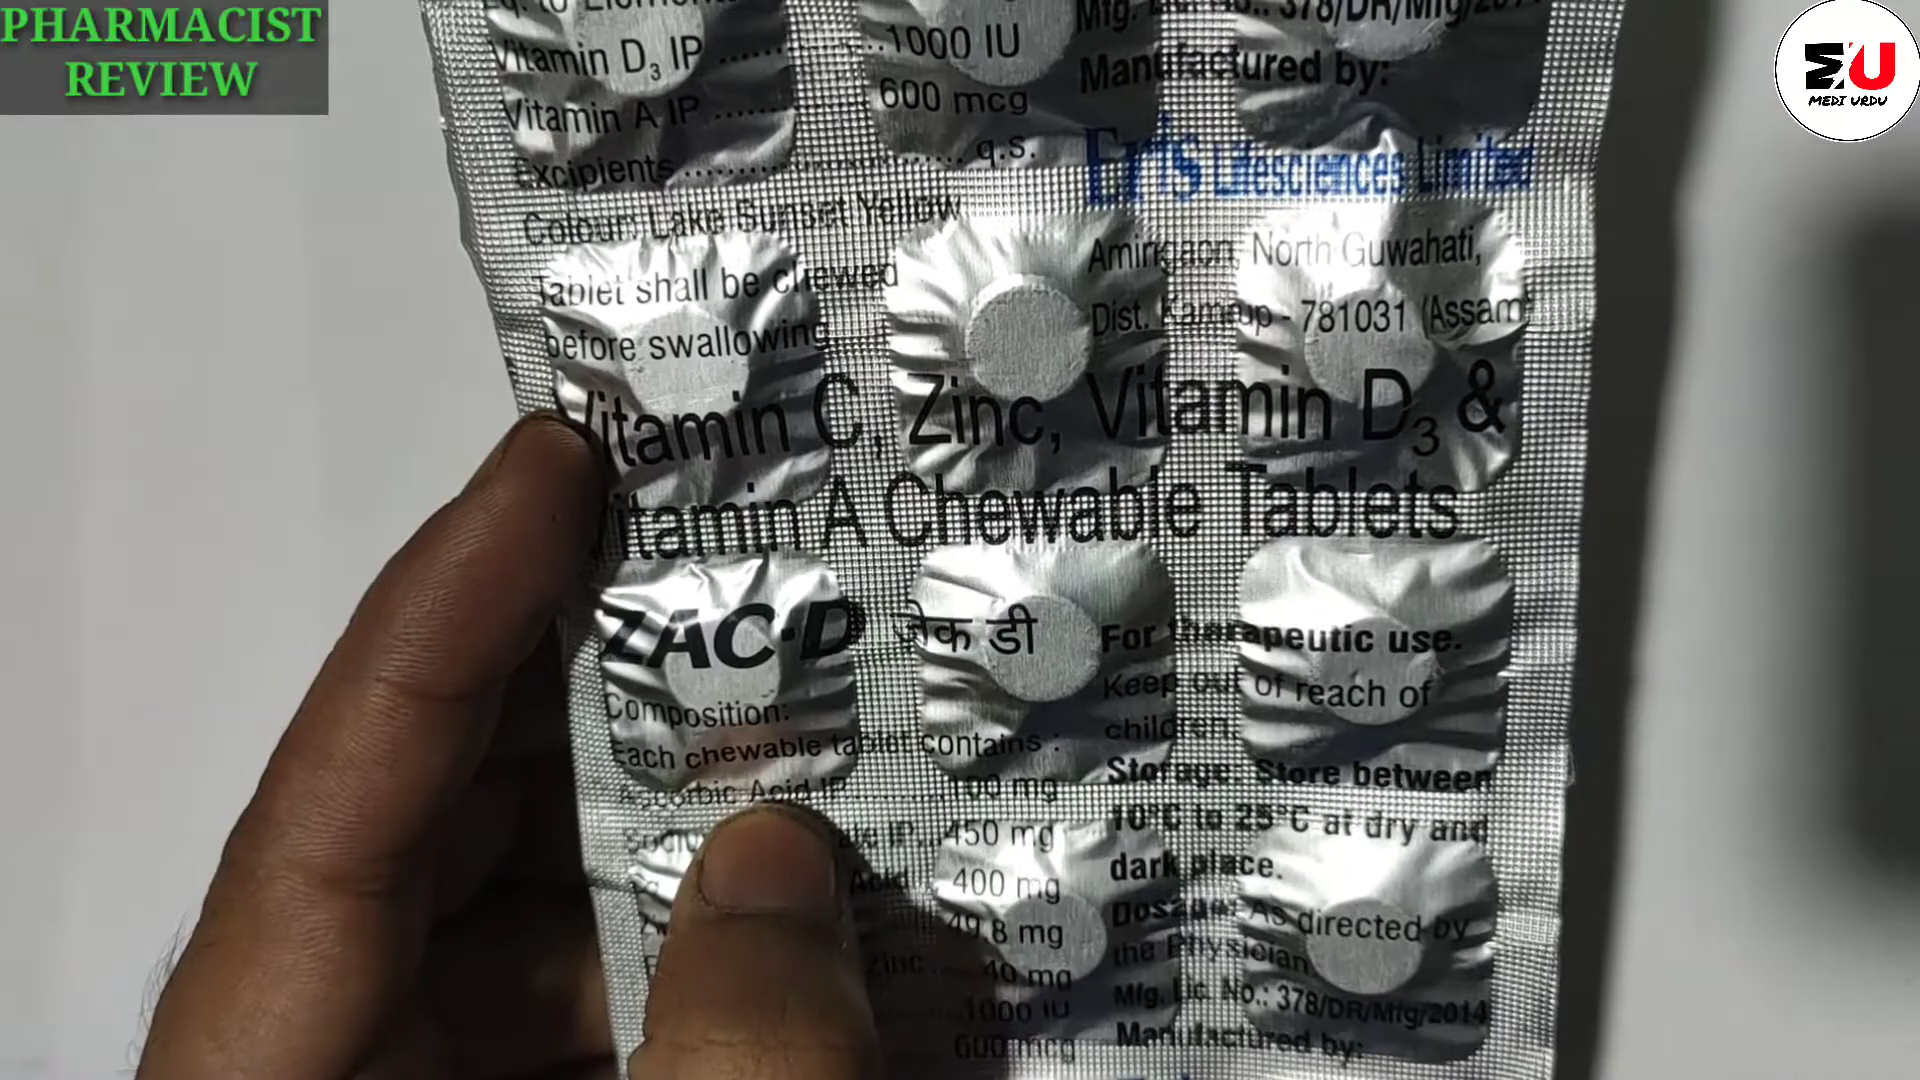 PHARMACIST
REVIEW
MU
MEDI URDU
Eq. to Element
Vitamin D3 IP ....... 1000 IU
Vitamin A IP ....... 600 mcg
Excipients ....... q.s.
Colour: Lake Sunset Yellow
Tablet shall be chewed
before swallowing
Mfg. Lic. No.: 378/DR/Mfg/2014
Manufactured by:
Eris Lifesciences Limited
Amingaon, North Guwahati,
Dist. Kamrup - 781031 (Assam)
Vitamin C, Zinc, Vitamin D3 &
Vitamin A Chewable Tablets
ZAC-D जेक डी
Composition:
Each chewable tablet contains :
Ascorbic Acid IP ....... 100 mg
ate IP...450 mg
Acid 400 mg
49.8 mg
Zinc ... 40 mg
1000 IU
600 mcg
For therapeutic use.
Keep out of reach of
children.
Storage: Store between
10°C to 25°C at dry and
dark place.
Dosage: As directed by
the Physician.
Mfg. Lic. No.: 378/DR/Mfg/2014
Manufactured by: